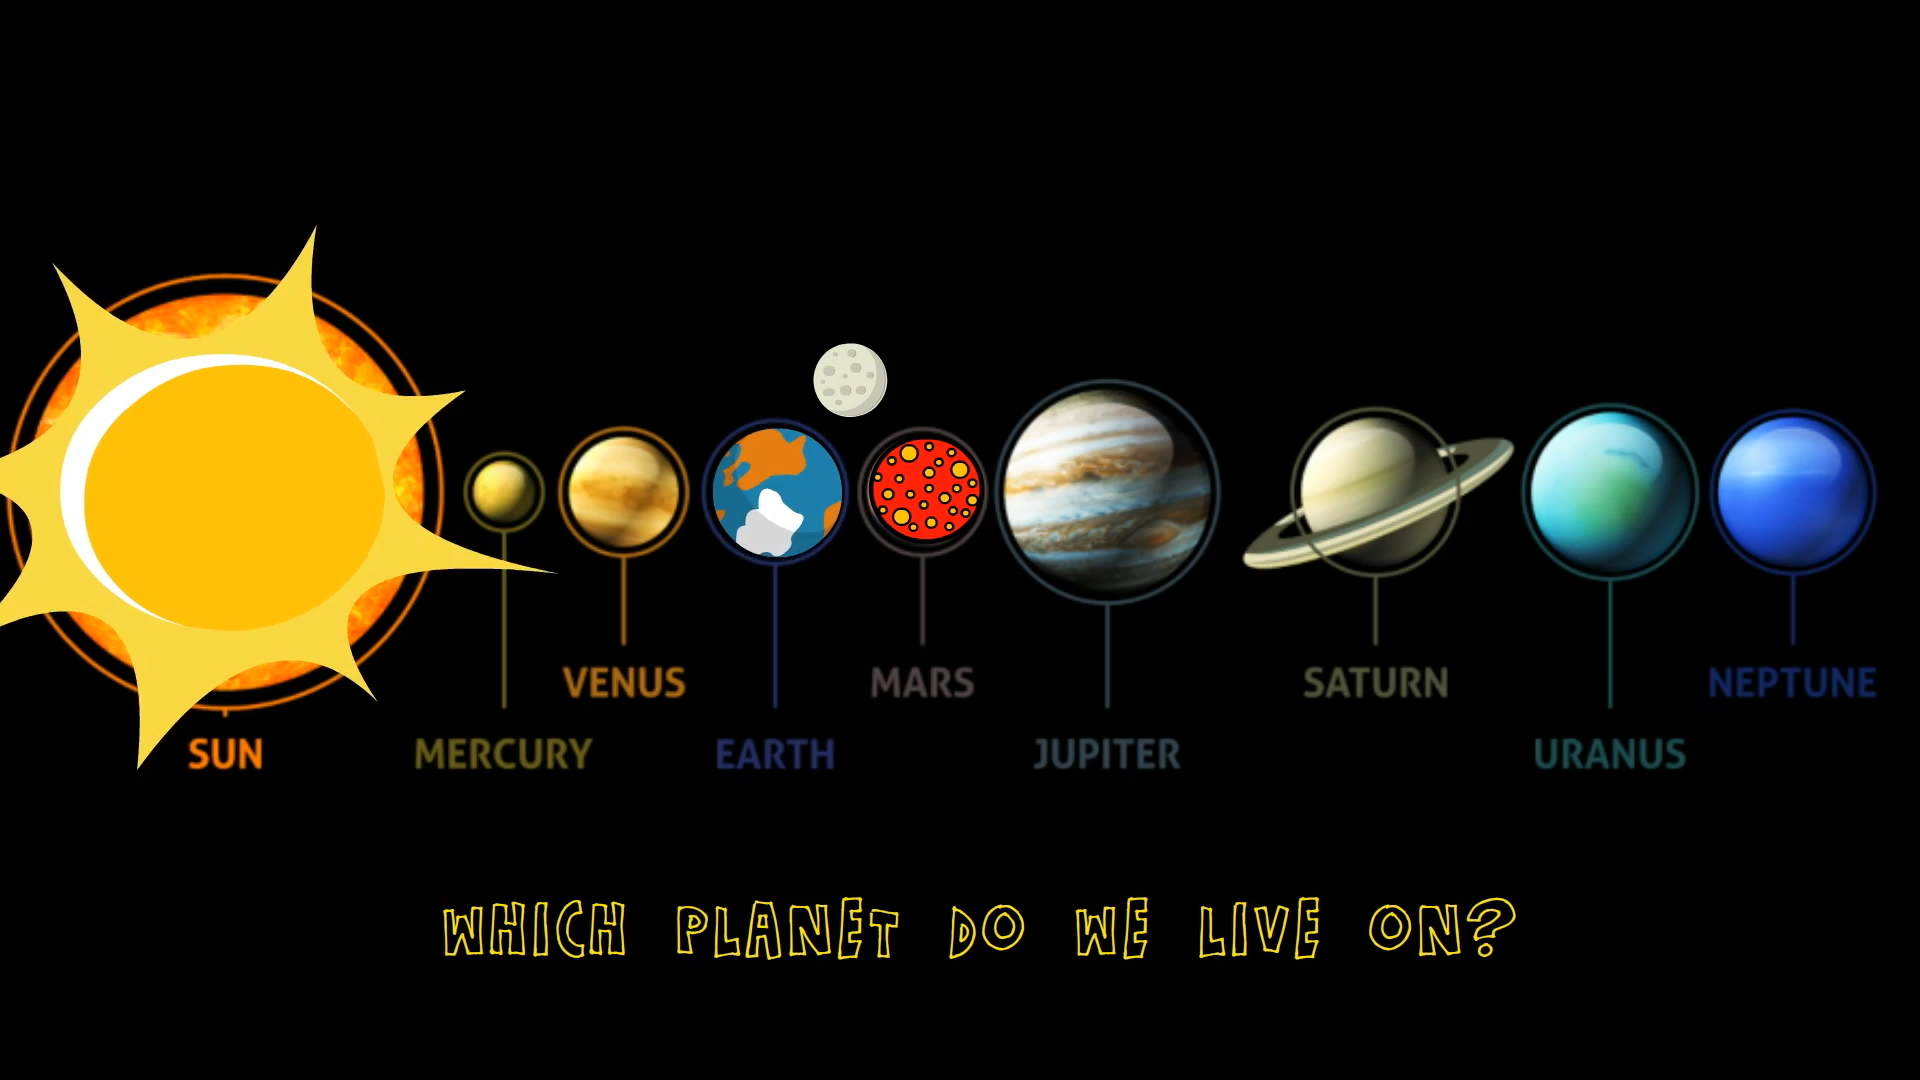 VENUS MARS SATURN NEPTUNE
SUN MERCURY EARTH JUPITER URANUS
WHICH PLANET DO WE LIVE ON?